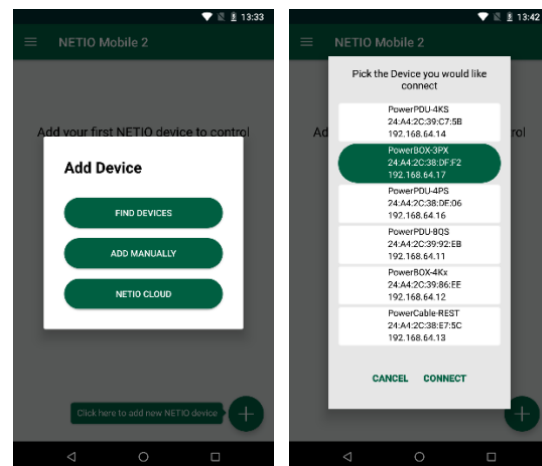 13:33
NETIO Mobile 2
Add your first NETIO device to control
Add Device
FIND DEVICES
ADD MANUALLY
NETIO CLOUD
Click here to add new NETIO device
13:42
NETIO Mobile 2
Ad
rol
Pick the Device you would like
connect
PowerPDU-4KS
24:A4:2C:39:C7:5B
192.168.64.14
PowerBOX-3PX
24:A4:2C:38:DF:F2
192.168.64.17
PowerPDU-4PS
24:A4:2C:38:DE:06
192.168.64.16
PowerPDU-8QS
24:A4:2C:39:92:EB
192.168.64.11
PowerBOX-4Kx
24:A4:2C:39:86:EE
192.168.64.12
PowerCable-REST
24:A4:2C:38:E7:5C
192.168.64.13
CANCEL CONNECT